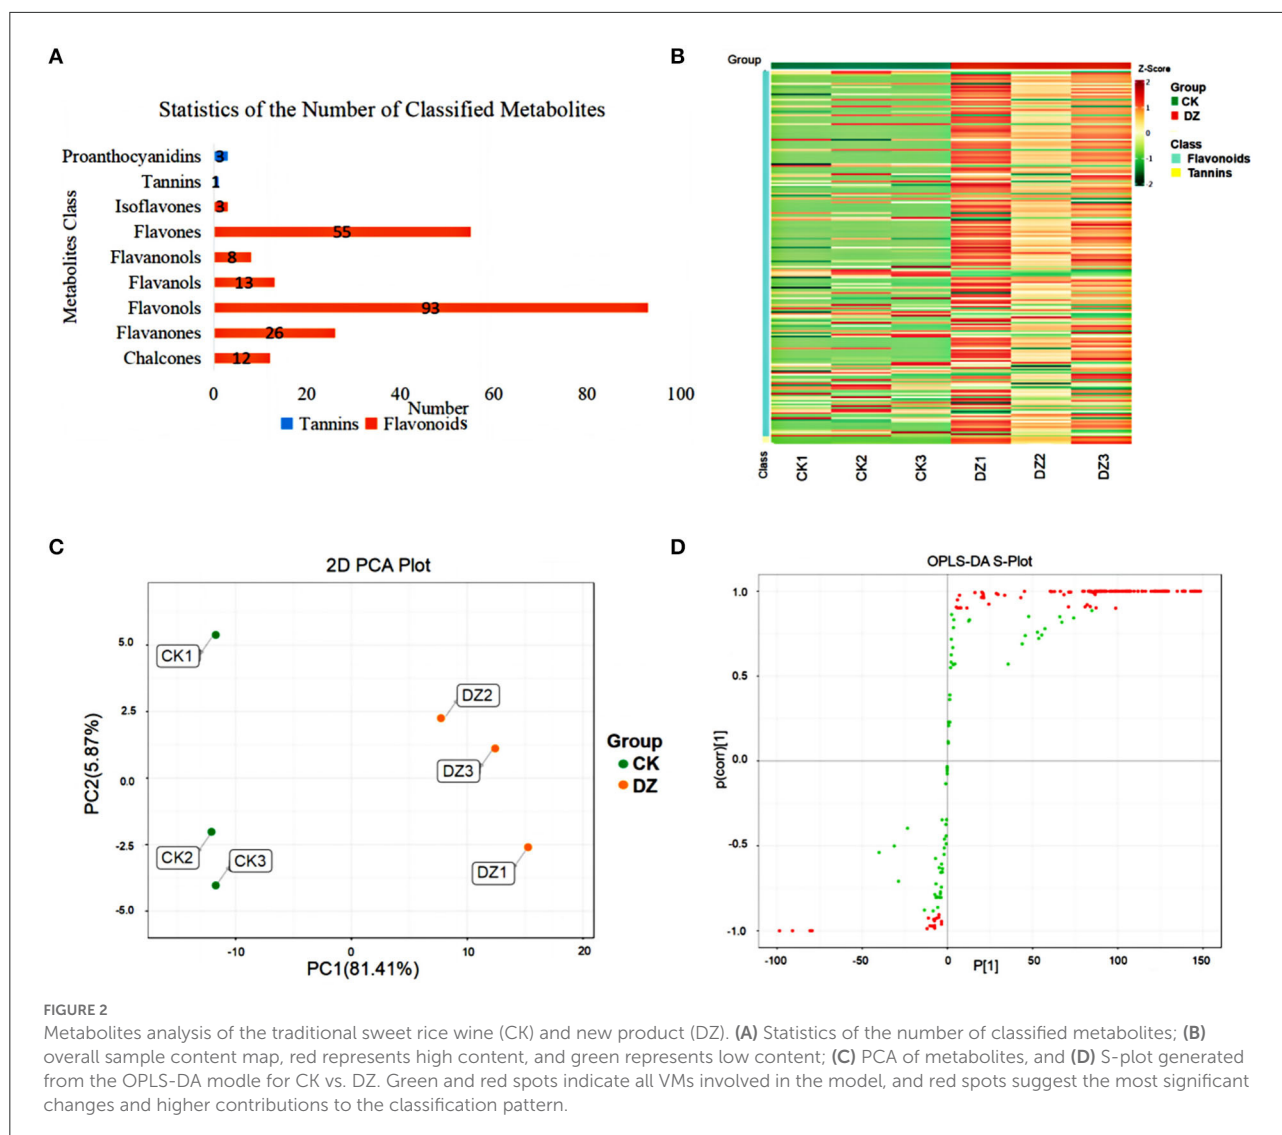 A
Statistics of the Number of Classified Metabolites
Metabolites Class
Proanthocyanidins 3
Tannins 1
Isoflavones 3
Flavones 55
Flavanonols 8
Flavanols 13
Flavonols 93
Flavanones 26
Chalcones 12
0 20 40 60 80 100
Number
Tannins Flavonoids
B
Group
Z-Score
2
1
0
-1
-2
Group
CK
DZ
Class
Flavonoids
Tannins
Class CK1 CK2 CK3 DZ1 DZ2 DZ3
C
2D PCA Plot
PC2(5.87%)
5.0
2.5
0.0
-2.5
-5.0
CK1
DZ2
DZ3
CK2
CK3
DZ1
-10 0 10 20
PC1(81.41%)
Group
CK
DZ
D
OPLS-DA S-Plot
p(corr)[1]
1.0
0.5
0.0
-0.5
-1.0
-100 -50 0 50 100 150
P[1]
FIGURE 2
Metabolites analysis of the traditional sweet rice wine (CK) and new product (DZ). (A) Statistics of the number of classified metabolites; (B)
overall sample content map, red represents high content, and green represents low content; (C) PCA of metabolites, and (D) S-plot generated
from the OPLS-DA modle for CK vs. DZ. Green and red spots indicate all VMs involved in the model, and red spots suggest the most significant
changes and higher contributions to the classification pattern.